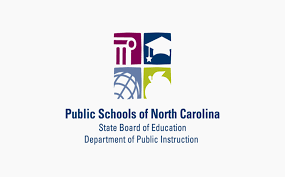 Public Schools of North Carolina
State Board of Education
Department of Public Instruction